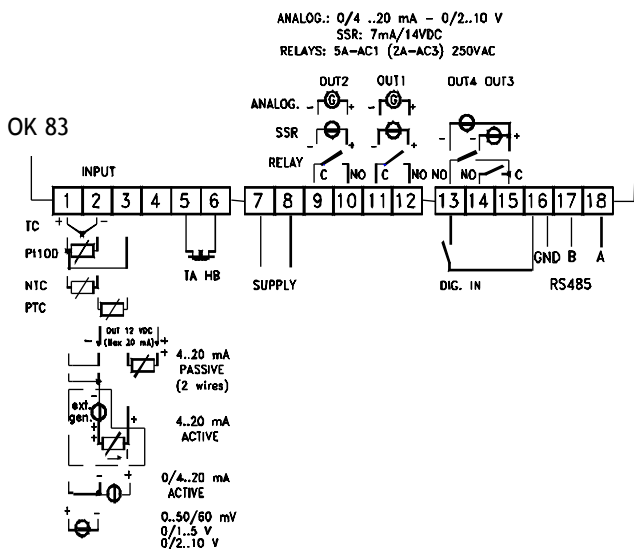 ANALOG.: 0/4 ..20 mA - 0/2..10 V
SSR: 7mA/14VDC
RELAYS: 5A-AC1 (2A-AC3) 250VAC
OUT2 OUT1 OUT4 OUT3
ANALOG. - G + - G +
OK 83
SSR - + - + - - +
RELAY
C NO C NO NO NO C
INPUT
1 2 3 4 5 6 7 8 9 10 11 12 13 14 15 16 17 18
TC + -
Pt100
TA HB
SUPPLY
DIG. IN
GND B A
RS485
NTC
PTC
OUT 12 VDC
- (Max 20 mA) +
+
4..20 mA
PASSIVE
(2 wires)
-
ext.
gen.
+
+
+
4..20 mA
ACTIVE
- +
0/4..20 mA
ACTIVE
+ -
0..50/60 mV
0/1..5 V
0/2..10 V